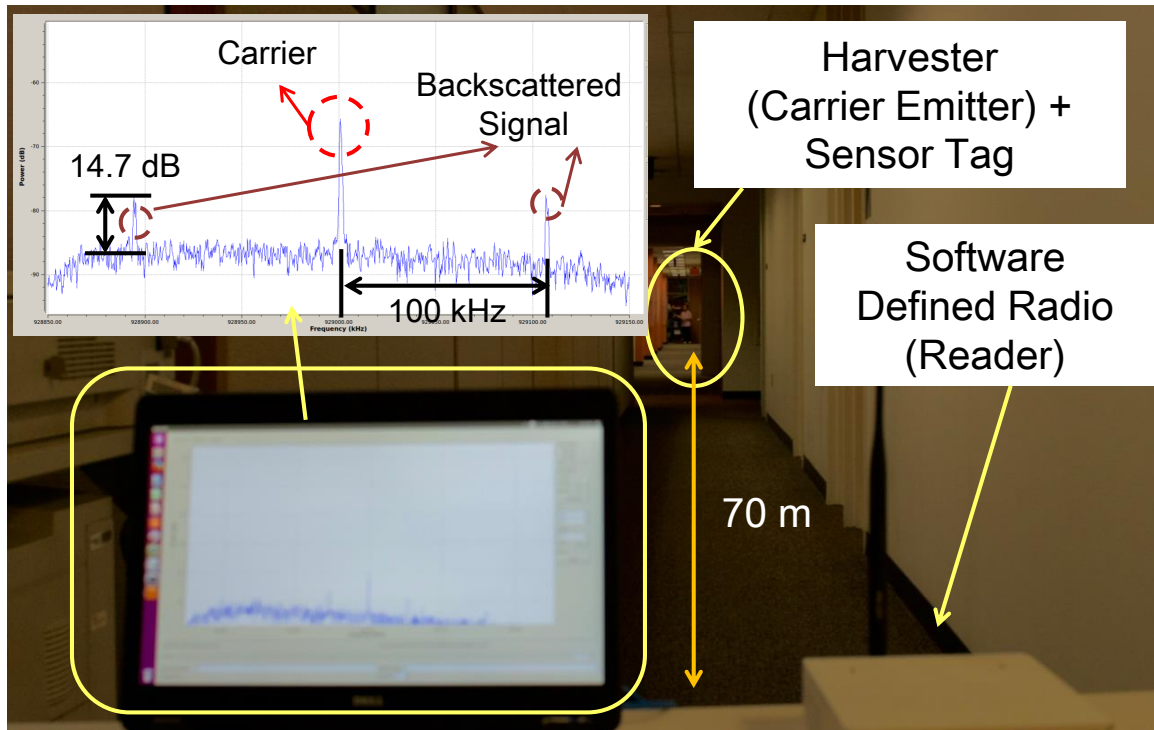 Carrier
Backscattered
Signal
14.7 dB
100 kHz
Power (dB)
-60
-70
-80
-90
928850.00
928900.00
928950.00
929000.00
929050.00
929100.00
929150.00
Frequency (kHz)
Harvester
(Carrier Emitter) +
Sensor Tag
Software
Defined Radio
(Reader)
70 m
DELL